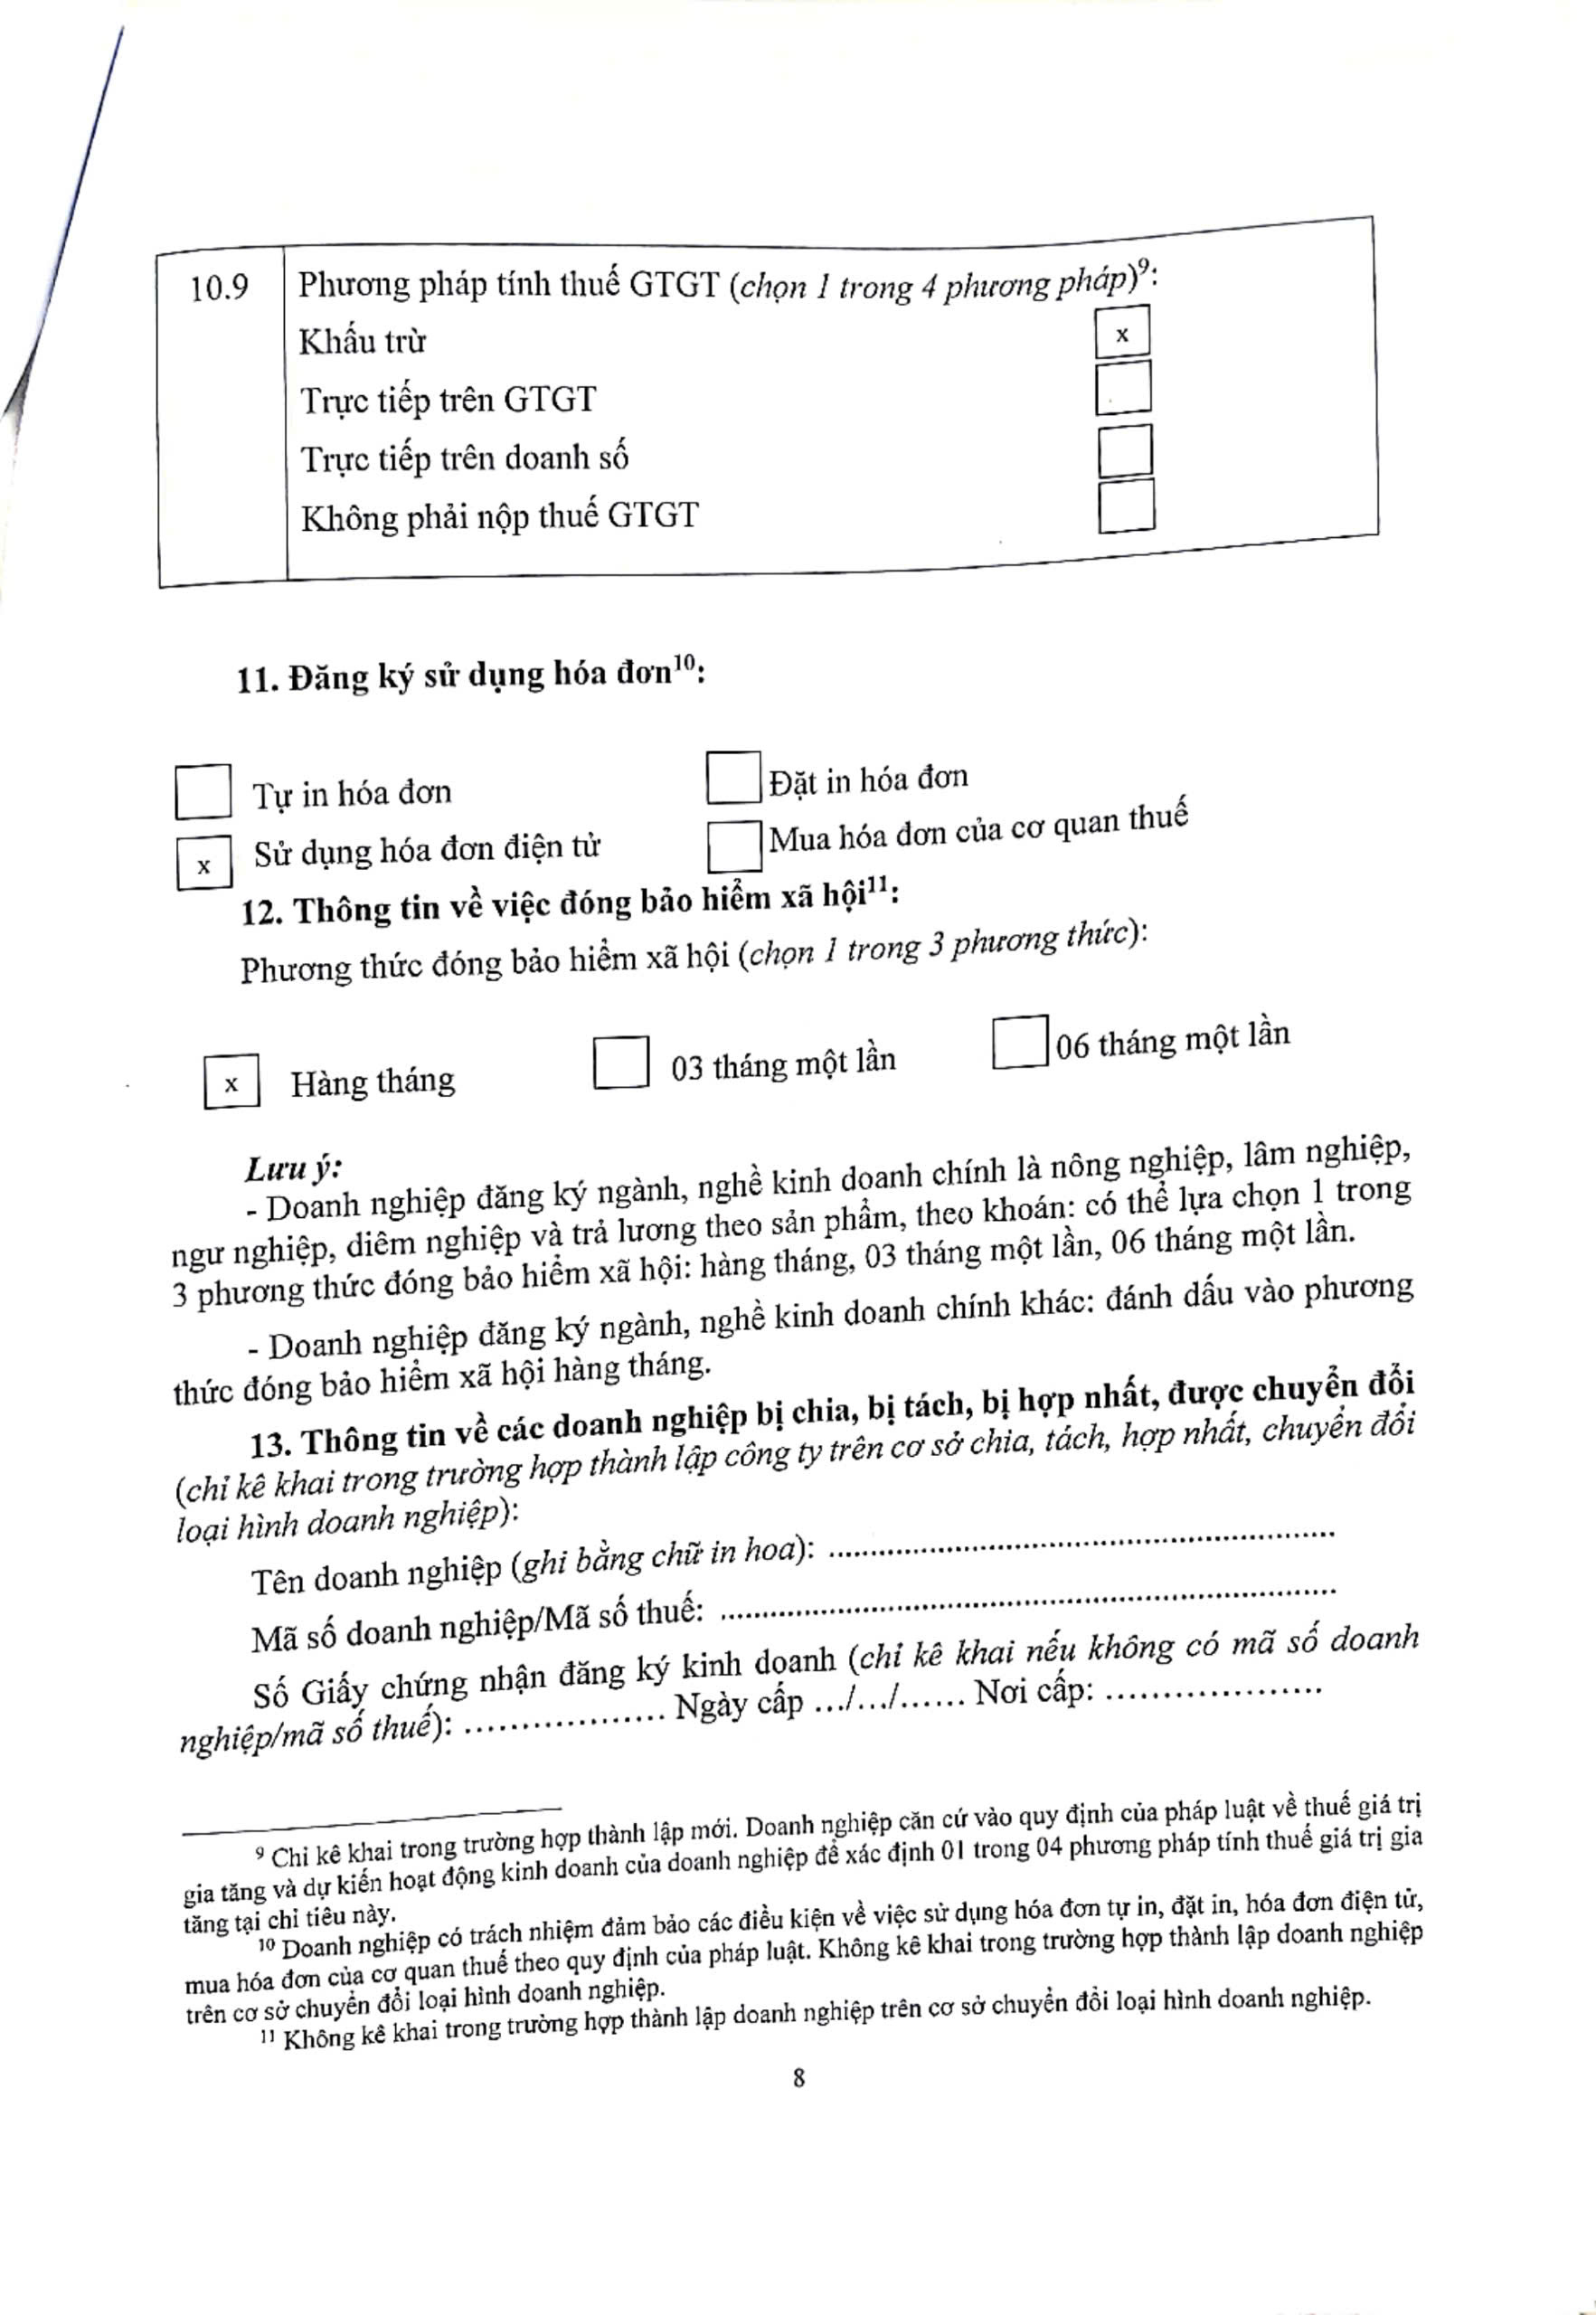 10.9 Phương pháp tính thuế GTGT (chọn 1 trong 4 phương pháp)⁹:
Khấu trừ x
Trực tiếp trên GTGT
Trực tiếp trên doanh số
Không phải nộp thuế GTGT
11. Đăng ký sử dụng hóa đơn¹⁰:
Tự in hóa đơn Đặt in hóa đơn
x Sử dụng hóa đơn điện tử Mua hóa đơn của cơ quan thuế
12. Thông tin về việc đóng bảo hiểm xã hội¹¹:
Phương thức đóng bảo hiểm xã hội (chọn 1 trong 3 phương thức):
x Hàng tháng 03 tháng một lần 06 tháng một lần
Lưu ý:
- Doanh nghiệp đăng ký ngành, nghề kinh doanh chính là nông nghiệp, lâm nghiệp,
ngư nghiệp, diêm nghiệp và trả lương theo sản phẩm, theo khoán: có thể lựa chọn 1 trong
3 phương thức đóng bảo hiểm xã hội: hàng tháng, 03 tháng một lần, 06 tháng một lần.
- Doanh nghiệp đăng ký ngành, nghề kinh doanh chính khác: đánh dấu vào phương
thức đóng bảo hiểm xã hội hàng tháng.
13. Thông tin về các doanh nghiệp bị chia, bị tách, bị hợp nhất, được chuyển đổi
(chỉ kê khai trong trường hợp thành lập công ty trên cơ sở chia, tách, hợp nhất, chuyển đổi
loại hình doanh nghiệp):
Tên doanh nghiệp (ghi bằng chữ in hoa): ..............................................................
Mã số doanh nghiệp/Mã số thuế: ..........................................................................
Số Giấy chứng nhận đăng ký kinh doanh (chỉ kê khai nếu không có mã số doanh
nghiệp/mã số thuế): ..................... Ngày cấp .../.../...... Nơi cấp: .......................
⁹ Chỉ kê khai trong trường hợp thành lập mới. Doanh nghiệp căn cứ vào quy định của pháp luật về thuế giá trị
gia tăng và dự kiến hoạt động kinh doanh của doanh nghiệp để xác định 01 trong 04 phương pháp tính thuế giá trị gia
tăng tại chỉ tiêu này.
¹⁰ Doanh nghiệp có trách nhiệm đảm bảo các điều kiện về việc sử dụng hóa đơn tự in, đặt in, hóa đơn điện tử,
mua hóa đơn của cơ quan thuế theo quy định của pháp luật. Không kê khai trong trường hợp thành lập doanh nghiệp
trên cơ sở chuyển đổi loại hình doanh nghiệp.
¹¹ Không kê khai trong trường hợp thành lập doanh nghiệp trên cơ sở chuyển đổi loại hình doanh nghiệp.
8